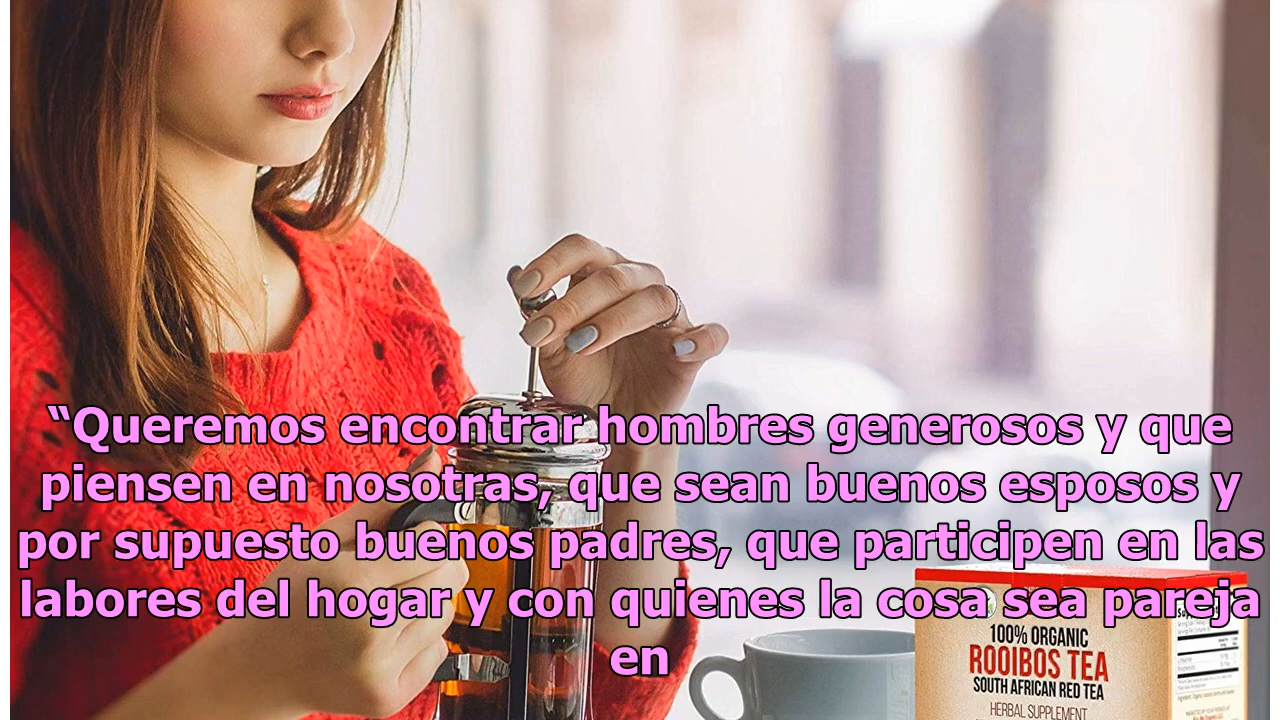 “Queremos encontrar hombres generosos y que
piensen en nosotras, que sean buenos esposos y
por supuesto buenos padres, que participen en las
labores del hogar y con quienes la cosa sea pareja
en
100% ORGANIC
ROOIBOS TEA
SOUTH AFRICAN RED TEA
HERBAL SUPPLEMENT